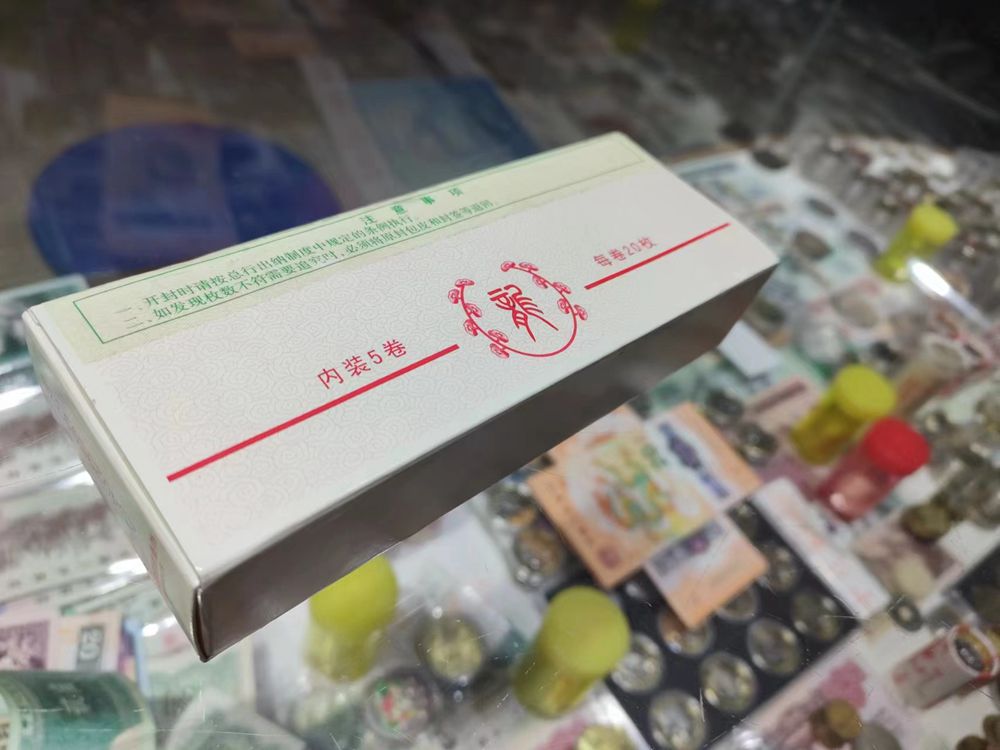 注意事项
一、开封时请按总行出纳制度中规定的条例执行。
二、如发现枚数不符需要追究时，必须将原封包皮和封签等退回。
内装5卷
每卷20枚